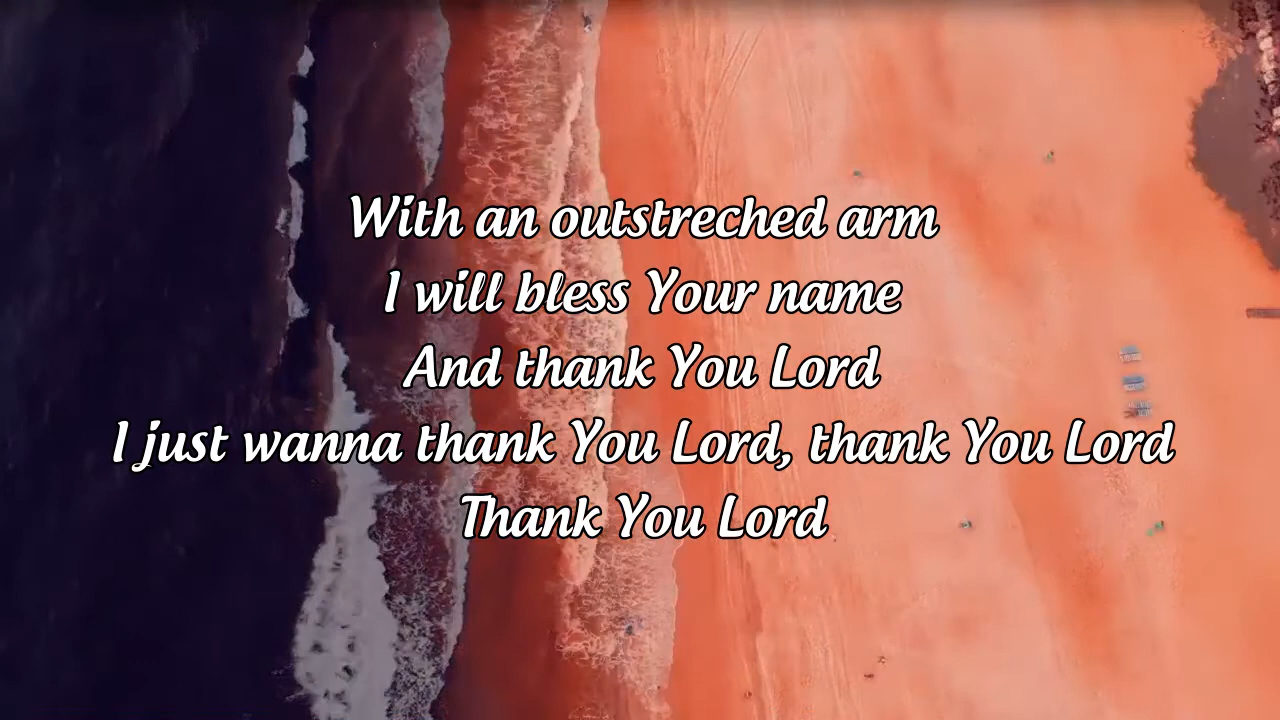 With an outstreched arm
I will bless Your name
And thank You Lord
I just wanna thank You Lord, thank You Lord
Thank You Lord